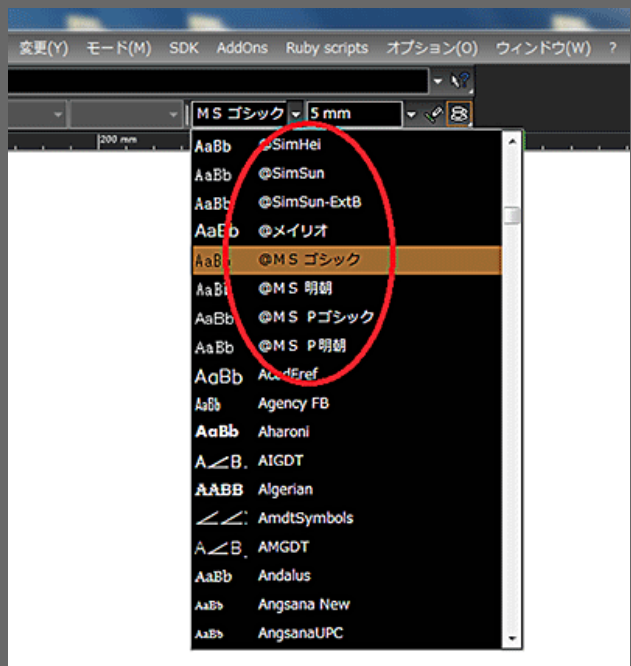 変更(Y) モード(M) SDK AddOns Ruby scripts オプション(O) ウィンドウ(W) ?
ＭＳ ゴシック 5 mm
200 mm
AaBb @SimHei
AaBb @SimSun
AaBb @SimSun-ExtB
AaBb @メイリオ
AaBb @ＭＳ ゴシック
AaBb @ＭＳ 明朝
AaBb @ＭＳ Ｐゴシック
AaBb @ＭＳ Ｐ明朝
AaBb AcadEref
AaBb Agency FB
AaBb Aharoni
A∠B. AIGDT
AABB Algerian
∠∠: AmdtSymbols
A∠B. AMGDT
AaBb Andalus
AaBb Angsana New
AaBb AngsanaUPC